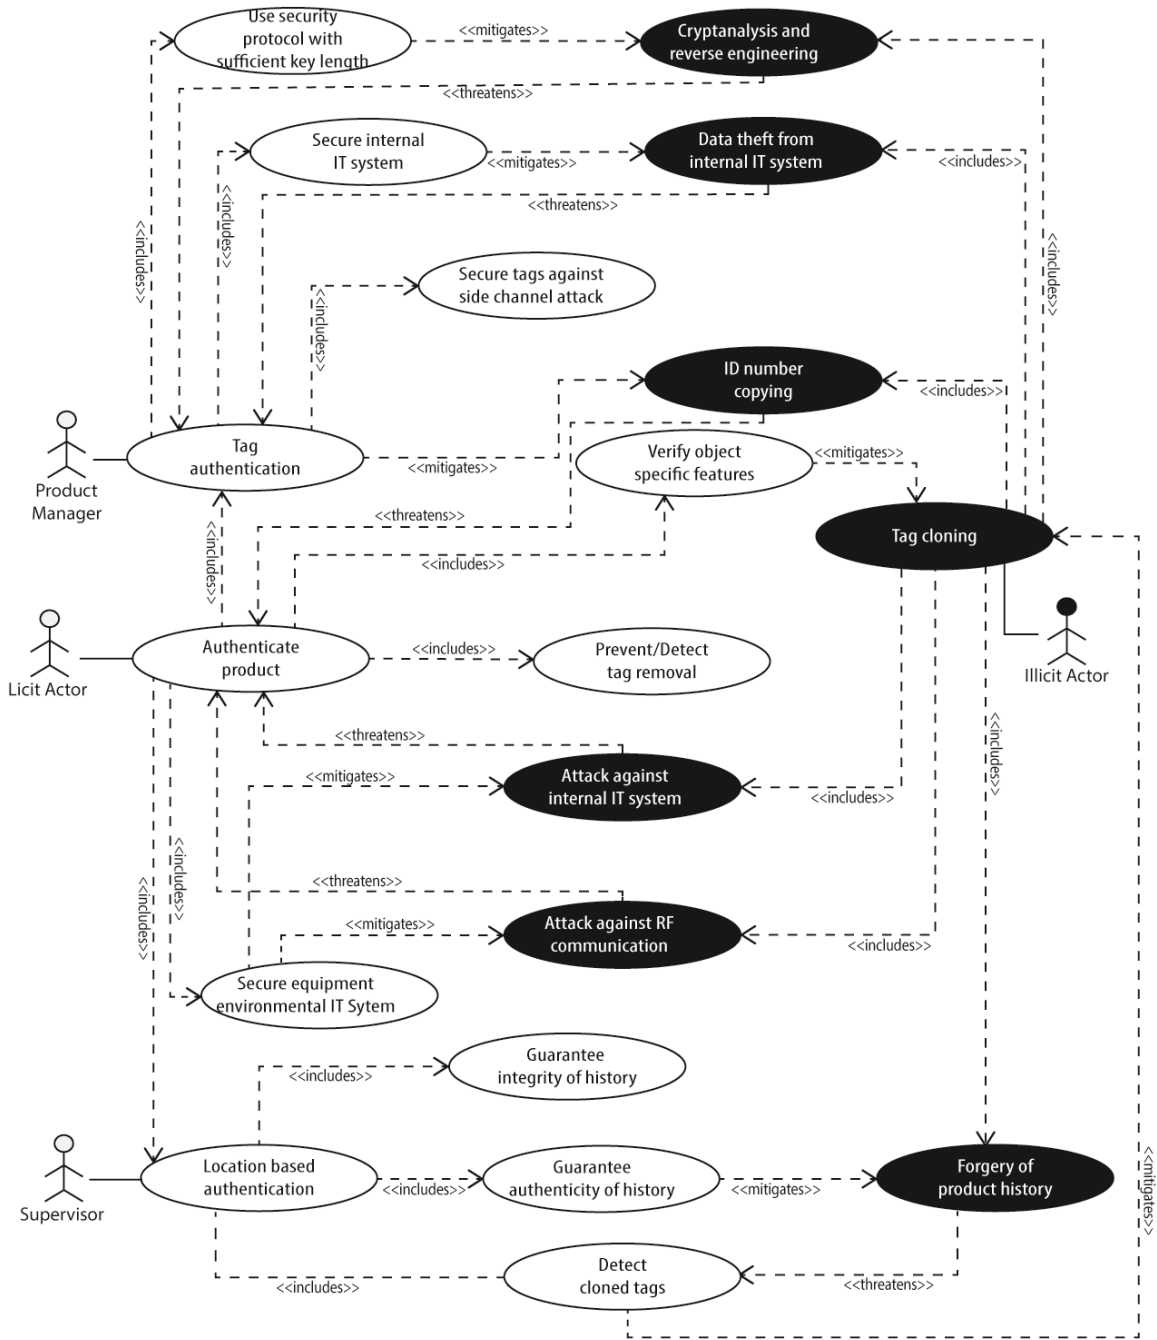 Use security
protocol with
sufficient key length
<<mitigates>>
Cryptanalysis and
reverse engineering
<<threatens>>
Secure internal
IT system
<<mitigates>>
Data theft from
internal IT system
<<includes>>
<<threatens>>
<<includes>>
<<includes>>
<<includes>>
Secure tags against
side channel attack
<<includes>>
ID number
copying
<<includes>>
Product
Manager
Tag
authentication
<<mitigates>>
Verify object
specific features
<<mitigates>>
<<threatens>>
<<includes>>
<<includes>>
Tag cloning
Licit Actor
Authenticate
product
<<includes>>
Prevent/Detect
tag removal
Illicit Actor
<<threatens>>
<<mitigates>>
Attack against
internal IT system
<<includes>>
<<includes>>
<<includes>>
<<includes>>
<<threatens>>
<<mitigates>>
Attack against RF
communication
<<includes>>
Secure equipment
environmental IT Sytem
Guarantee
integrity of history
<<includes>>
Supervisor
Location based
authentication
<<includes>>
Guarantee
authenticity of history
<<mitigates>>
Forgery of
product history
<<mitigates>>
<<includes>>
Detect
cloned tags
<<threatens>>